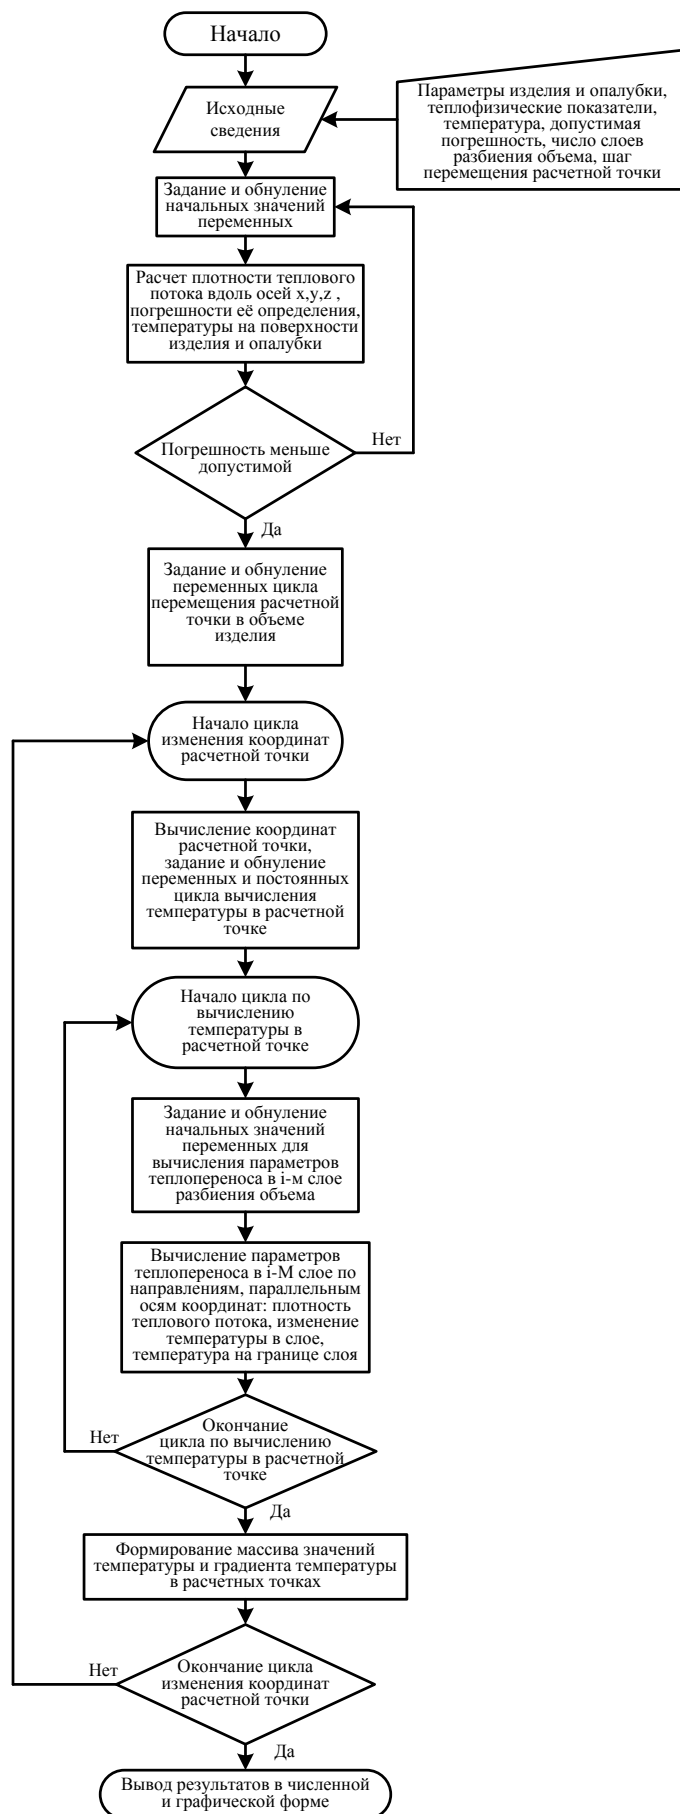 Начало
Исходные
сведения
Параметры изделия и опалубки,
теплофизические показатели,
температура, допустимая
погрешность, число слоев
разбиения объема, шаг
перемещения расчетной точки
Задание и обнуление
начальных значений
переменных
Расчет плотности теплового
потока вдоль осей x,y,z ,
погрешности её определения,
температуры на поверхности
изделия и опалубки
Погрешность меньше
допустимой
Нет
Да
Задание и обнуление
переменных цикла
перемещения расчетной
точки в объеме
изделия
Начало цикла
изменения координат
расчетной точки
Вычисление координат
расчетной точки,
задание и обнуление
переменных и постоянных
цикла вычисления
температуры в расчетной
точке
Начало цикла по
вычислению
температуры в
расчетной точке
Задание и обнуление
начальных значений
переменных для
вычисления параметров
теплопереноса в i-м слое
разбиения объема
Вычисление параметров
теплопереноса в i-М слое по
направлениям, параллельным
осям координат: плотность
теплового потока, изменение
температуры в слое,
температура на границе слоя
Нет
Окончание
цикла по вычислению
температуры в расчетной
точке
Да
Формирование массива значений
температуры и градиента температуры
в расчетных точках
Нет
Окончание цикла
изменения координат
расчетной точки
Да
Вывод результатов в численной
и графической форме